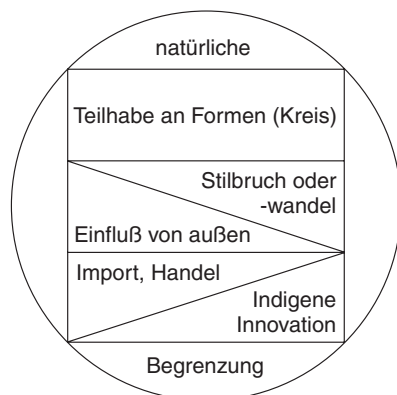 natürliche
Teilhabe an Formen (Kreis)
Stilbruch oder
-wandel
Einfluß von außen
Import, Handel
Indigene
Innovation
Begrenzung